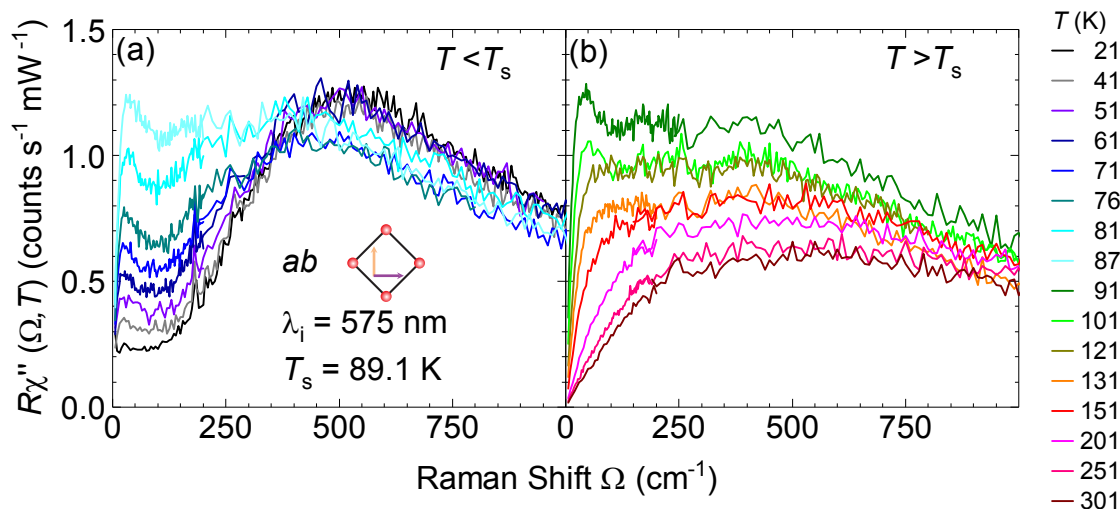 (a)
T < Tₛ
(b)
T > Tₛ
T (K)
21
41
51
61
71
76
81
87
91
101
121
131
151
201
251
301
1.5
1.0
0.5
0.0
Rχ'' (Ω, T) (counts s⁻¹ mW⁻¹)
ab
λᵢ = 575 nm
Tₛ = 89.1 K
0 250 500 750 0 250 500 750
Raman Shift Ω (cm⁻¹)